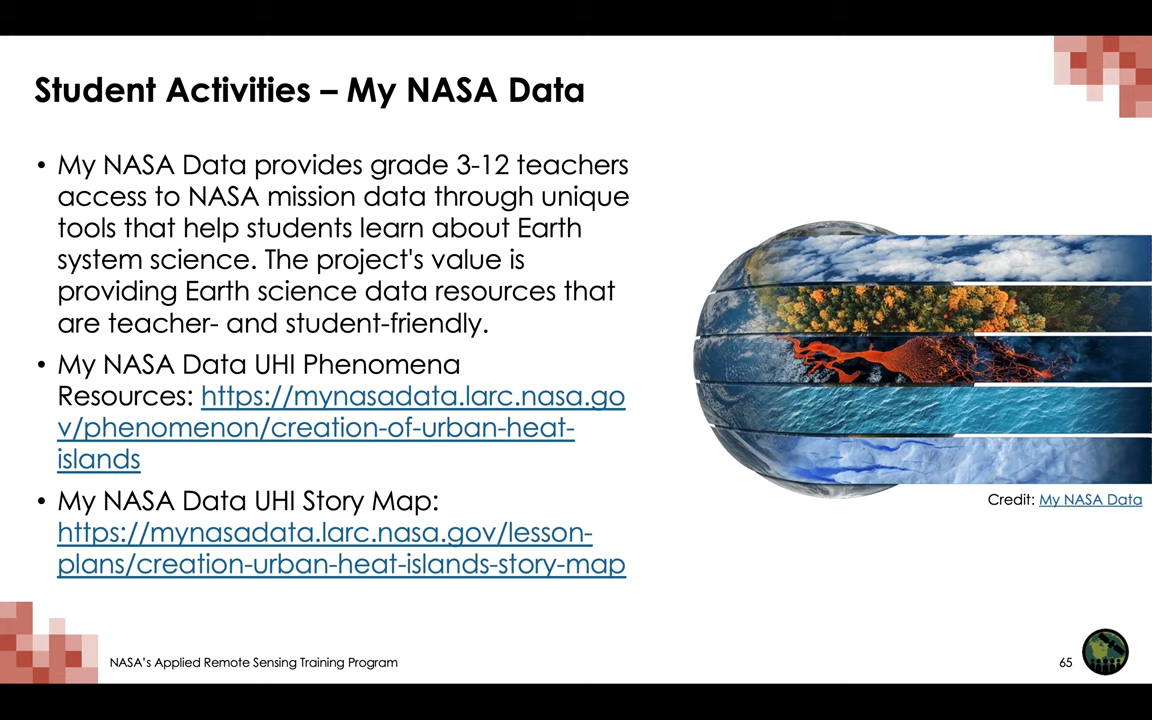 Student Activities – My NASA Data
• My NASA Data provides grade 3-12 teachers
access to NASA mission data through unique
tools that help students learn about Earth
system science. The project's value is
providing Earth science data resources that
are teacher- and student-friendly.
• My NASA Data UHI Phenomena
Resources: https://mynasadata.larc.nasa.go
v/phenomenon/creation-of-urban-heat-
islands
• My NASA Data UHI Story Map:
https://mynasadata.larc.nasa.gov/lesson-
plans/creation-urban-heat-islands-story-map
Credit: My NASA Data
NASA's Applied Remote Sensing Training Program
65